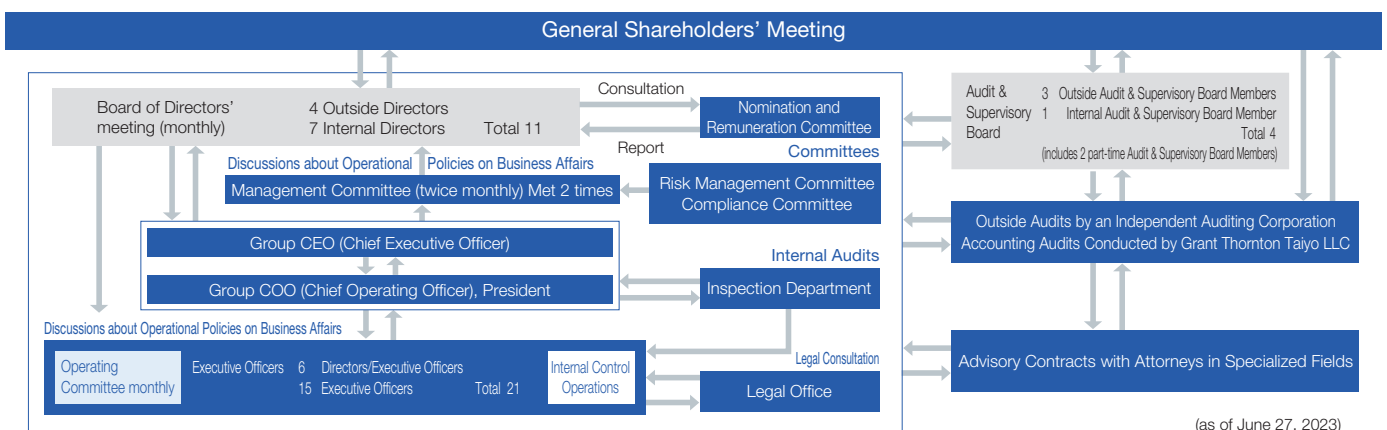 General Shareholders' Meeting
Board of Directors'
meeting (monthly)
4 Outside Directors
7 Internal Directors Total 11
Consultation
Nomination and
Remuneration Committee
Audit &
Supervisory
Board
3 Outside Audit & Supervisory Board Members
1 Internal Audit & Supervisory Board Member
Total 4
(includes 2 part-time Audit & Supervisory Board Members)
Report
Committees
Discussions about Operational Policies on Business Affairs
Management Committee (twice monthly) Met 2 times
Risk Management Committee
Compliance Committee
Group CEO (Chief Executive Officer)
Group COO (Chief Operating Officer), President
Internal Audits
Inspection Department
Outside Audits by an Independent Auditing Corporation
Accounting Audits Conducted by Grant Thornton Taiyo LLC
Discussions about Operational Policies on Business Affairs
Operating
Committee monthly
Executive Officers 6 Directors/Executive Officers
15 Executive Officers Total 21
Internal Control
Operations
Legal Consultation
Legal Office
Advisory Contracts with Attorneys in Specialized Fields
(as of June 27, 2023)